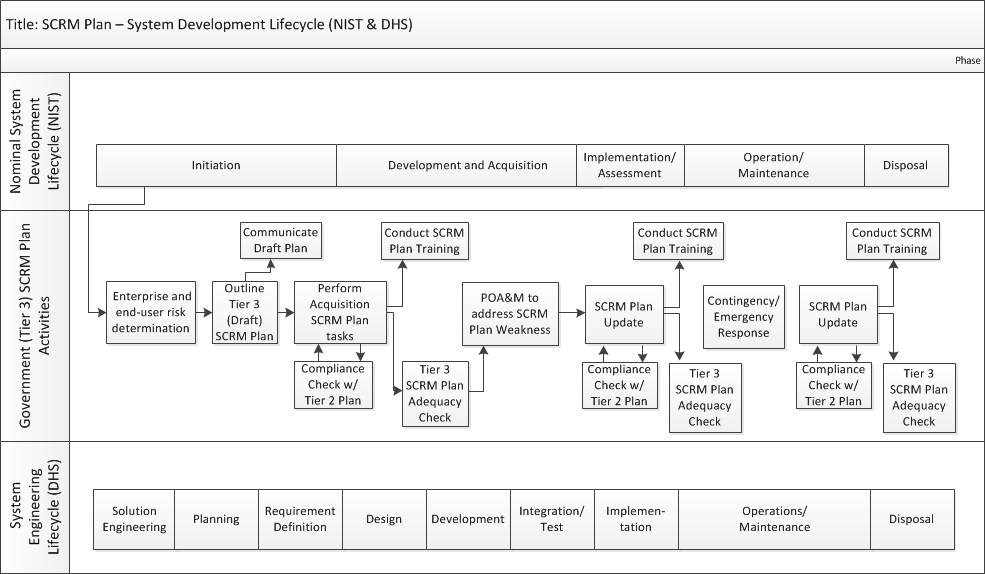 Title: SCRM Plan – System Development Lifecycle (NIST & DHS)
Phase
Nominal System
Development
Lifecycle (NIST)
Initiation
Development and Acquisition
Implementation/
Assessment
Operation/
Maintenance
Disposal
Government (Tier 3) SCRM Plan
Activities
Communicate
Draft Plan
Conduct SCRM
Plan Training
Conduct SCRM
Plan Training
Conduct SCRM
Plan Training
Enterprise and
end-user risk
determination
Outline
Tier 3
(Draft)
SCRM Plan
Perform
Acquisition
SCRM Plan
tasks
POA&M to
address SCRM
Plan Weakness
SCRM Plan
Update
Contingency/
Emergency
Response
SCRM Plan
Update
Compliance
Check w/
Tier 2 Plan
Tier 3
SCRM Plan
Adequacy
Check
Compliance
Check w/
Tier 2 Plan
Tier 3
SCRM Plan
Adequacy
Check
Compliance
Check w/
Tier 2 Plan
Tier 3
SCRM Plan
Adequacy
Check
System
Engineering
Lifecycle (DHS)
Solution
Engineering
Planning
Requirement
Definition
Design
Development
Integration/
Test
Implemen-
tation
Operations/
Maintenance
Disposal